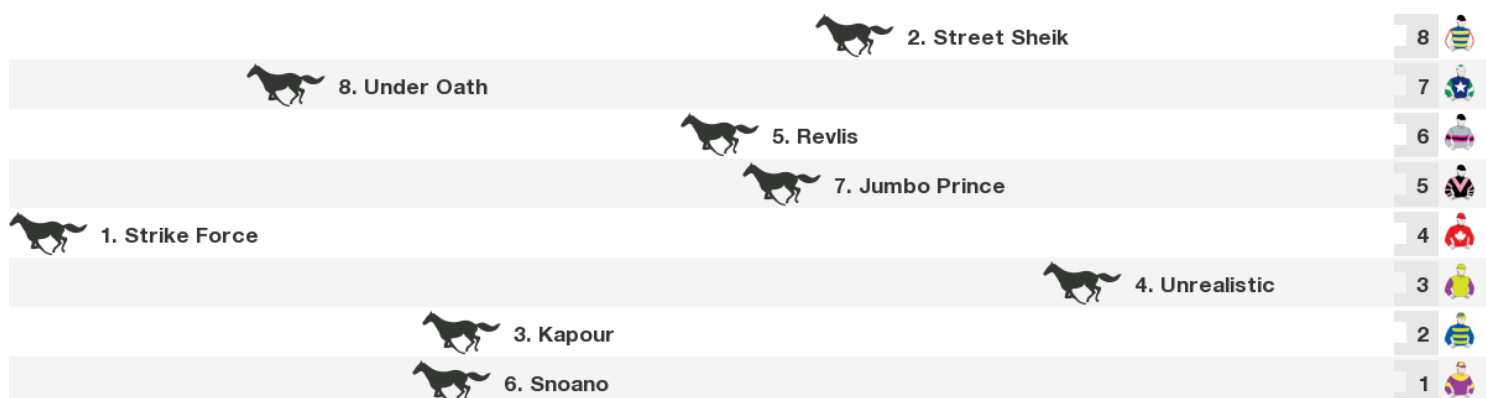 2. Street Sheik 8
8. Under Oath 7
5. Revlis 6
7. Jumbo Prince 5
1. Strike Force 4
4. Unrealistic 3
3. Kapour 2
6. Snoano 1